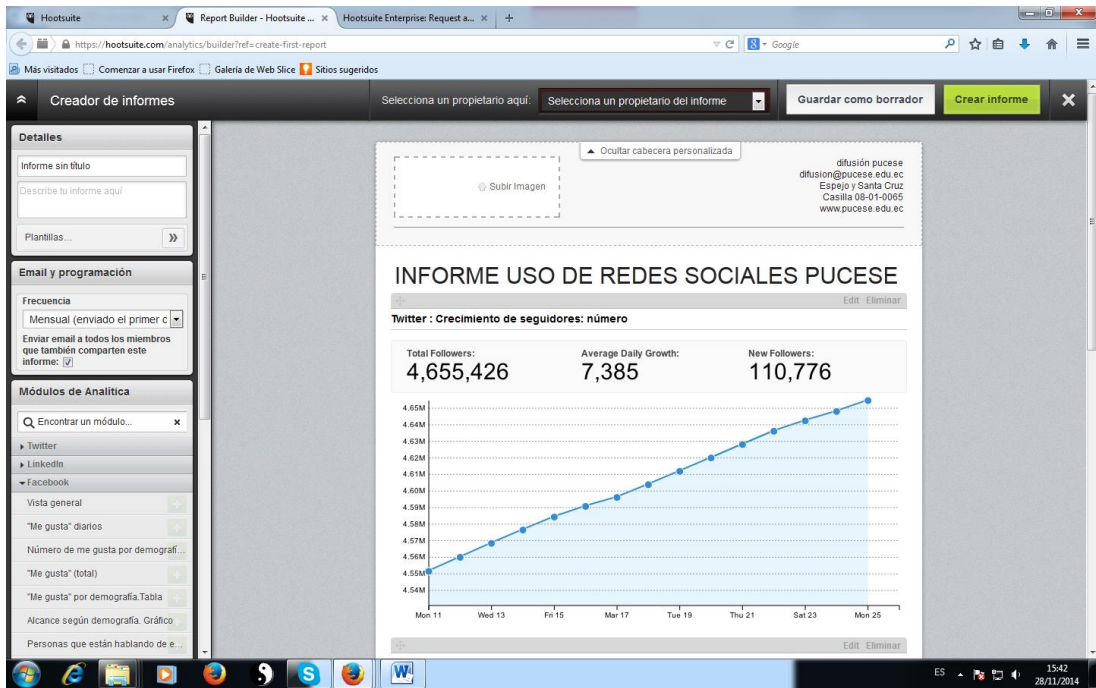 Hootsuite
Report Builder - Hootsuite ...
Hootsuite Enterprise: Request a...
https://hootsuite.com/analytics/builder?ref=create-first-report
Google
Más visitados
Comenzar a usar Firefox
Galería de Web Slice
Sitios sugeridos
Creador de informes
Selecciona un propietario aquí:
Selecciona un propietario del informe
Guardar como borrador
Crear informe
Detalles
Informe sin título
Describe tu informe aquí
Plantillas...
Email y programación
Frecuencia
Mensual (enviado el primer d
Enviar email a todos los miembros
que también comparten este
informe:
Módulos de Analítica
Encontrar un módulo...
Twitter
LinkedIn
Facebook
Vista general
"Me gusta" diarios
Número de me gusta por demografí...
"Me gusta" (total)
"Me gusta" por demografía.Tabla
Alcance según demografía. Gráfico
Personas que están hablando de e...
Ocultar cabecera personalizada
Subir Imagen
difusión pucese
difusion@pucese.edu.ec
Espejo y Santa Cruz
Casilla 08-01-0065
www.pucese.edu.ec
INFORME USO DE REDES SOCIALES PUCESE
Edit Eliminar
Twitter : Crecimiento de seguidores: número
Total Followers:
4,655,426
Average Daily Growth:
7,385
New Followers:
110,776
4.65M
4.64M
4.63M
4.62M
4.61M
4.60M
4.59M
4.58M
4.57M
4.56M
4.55M
4.54M
Mon 11
Wed 13
Fri 15
Mar 17
Tue 19
Thu 21
Sat 23
Mon 25
Edit Eliminar
ES
15:42
28/11/2014